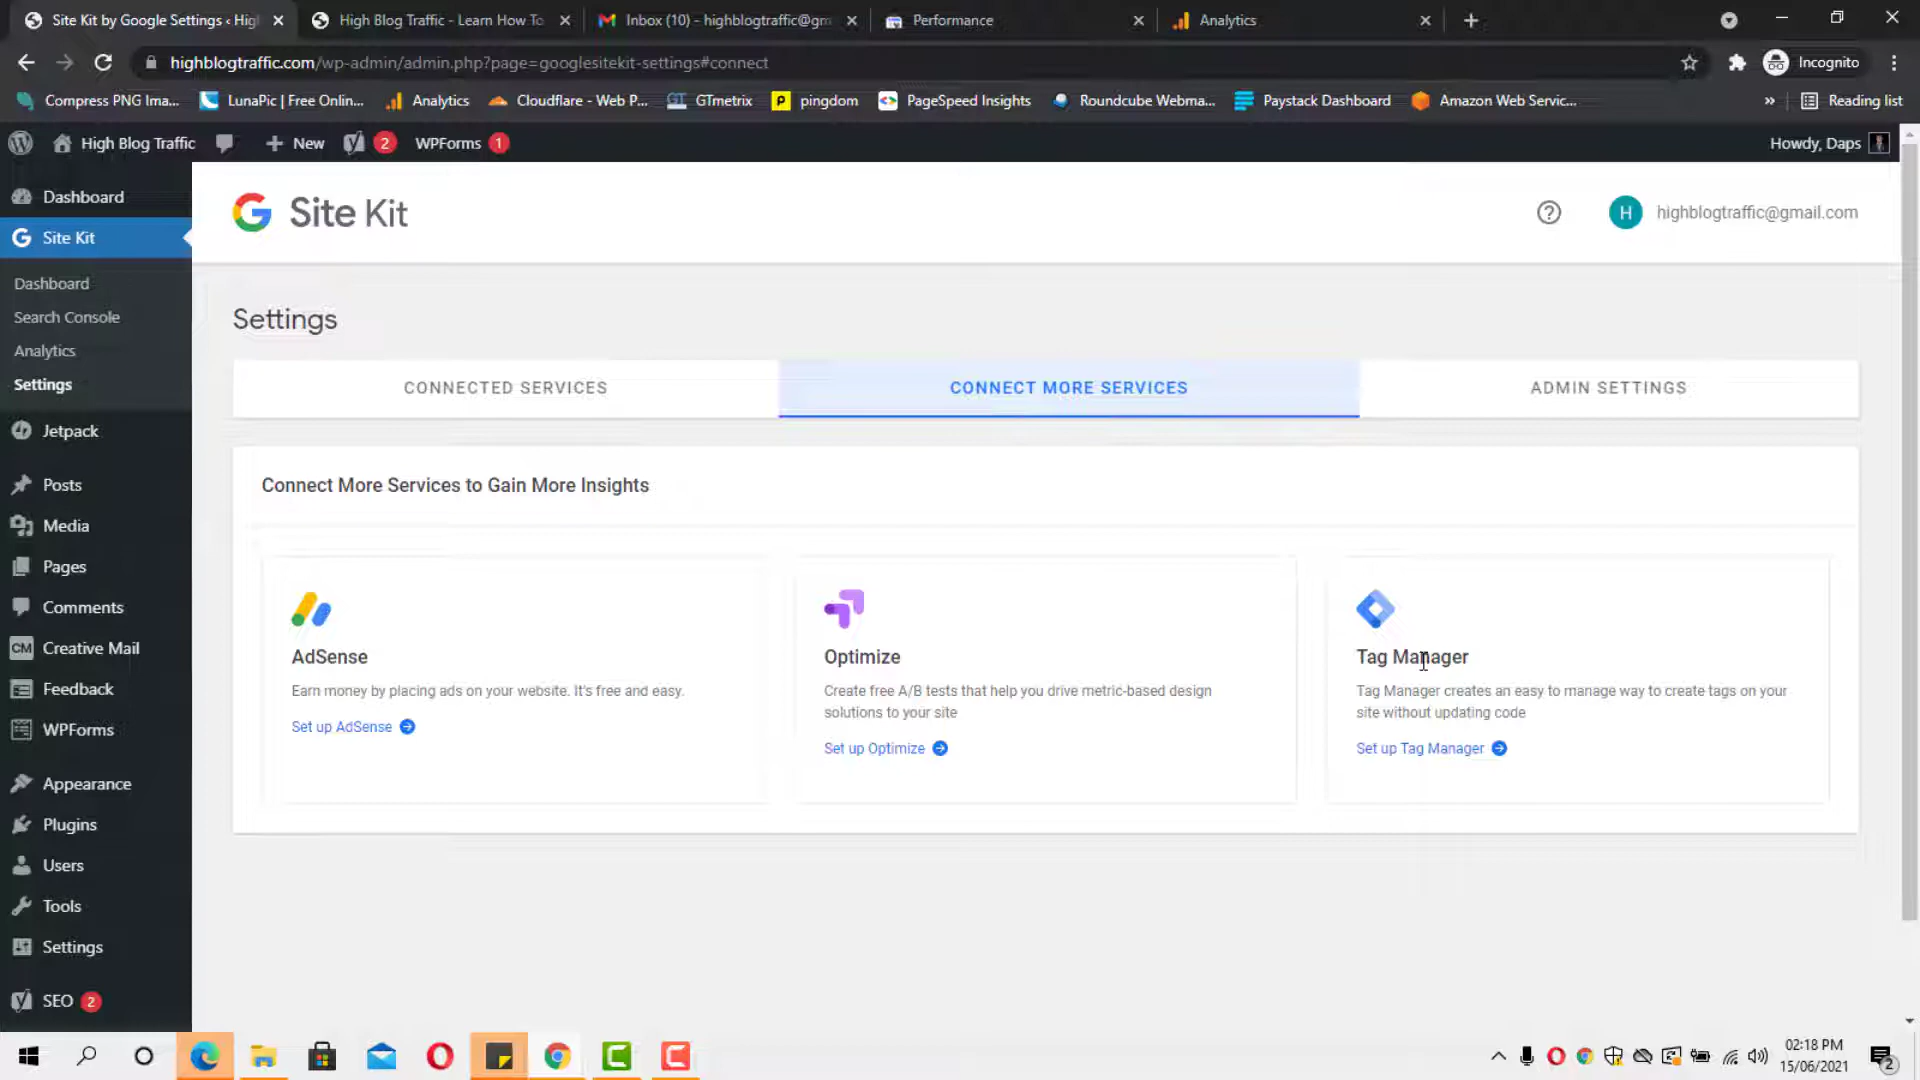 Site Kit by Google Settings ‹ High
High Blog Traffic - Learn How To
Inbox (10) - highblogtraffic@gm
Performance
Analytics
highblogtraffic.com/wp-admin/admin.php?page=googlesitekit-settings#connect
Incognito
Compress PNG Ima...
LunaPic | Free Onlin...
Analytics
Cloudflare - Web P...
GTmetrix
pingdom
PageSpeed Insights
Roundcube Webma...
Paystack Dashboard
Amazon Web Servic...
»
Reading list
High Blog Traffic
New
2
WPForms 1
Howdy, Daps
Dashboard
Site Kit
Dashboard
Search Console
Analytics
Settings
Jetpack
Posts
Media
Pages
Comments
CM Creative Mail
Feedback
WPForms
Appearance
Plugins
Users
Tools
Settings
SEO 2
Site Kit
H highblogtraffic@gmail.com
Settings
CONNECTED SERVICES
CONNECT MORE SERVICES
ADMIN SETTINGS
Connect More Services to Gain More Insights
AdSense
Earn money by placing ads on your website. It's free and easy.
Set up AdSense
Optimize
Create free A/B tests that help you drive metric-based design
solutions to your site
Set up Optimize
Tag Manager
Tag Manager creates an easy to manage way to create tags on your
site without updating code
Set up Tag Manager
02:18 PM
15/06/2021
2